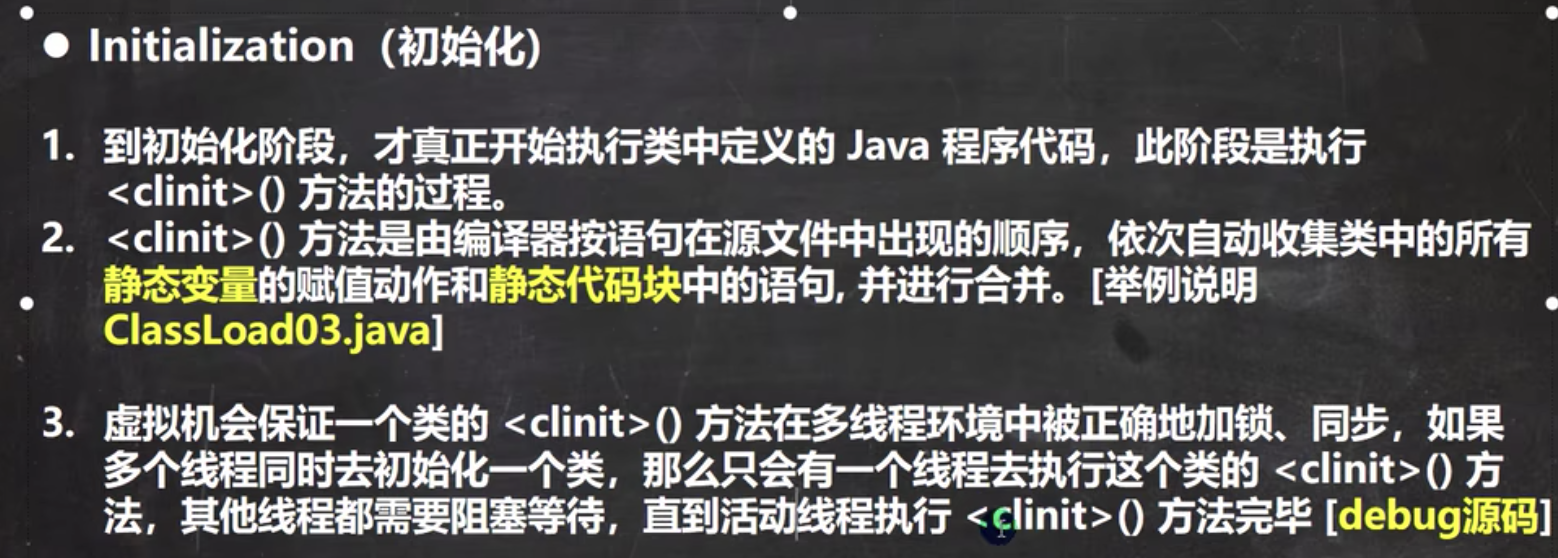 ● Initialization（初始化）
1. 到初始化阶段，才真正开始执行类中定义的 Java 程序代码，此阶段是执行
<clinit>() 方法的过程。
2. <clinit>() 方法是由编译器按语句在源文件中出现的顺序，依次自动收集类中的所有
静态变量的赋值动作和静态代码块中的语句, 并进行合并。[举例说明
ClassLoad03.java]
3. 虚拟机会保证一个类的 <clinit>() 方法在多线程环境中被正确地加锁、同步，如果
多个线程同时去初始化一个类，那么只会有一个线程去执行这个类的 <clinit>() 方
法，其他线程都需要阻塞等待，直到活动线程执行 <clinit>() 方法完毕 [debug源码]